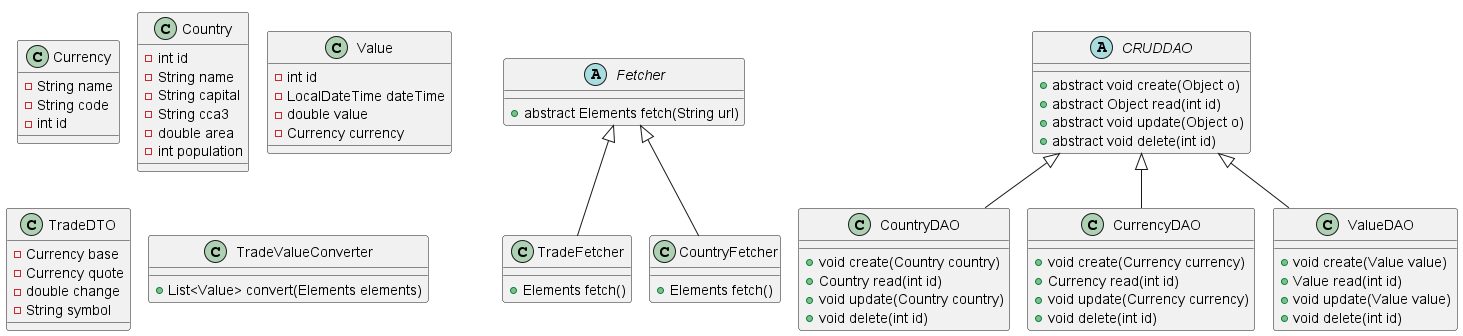 C Currency
String name
String code
int id
C Country
int id
String name
String capital
String cca3
double area
int population
C Value
int id
LocalDateTime dateTime
double value
Currency currency
A Fetcher
abstract Elements fetch(String url)
A CRUDDAO
abstract void create(Object o)
abstract Object read(int id)
abstract void update(Object o)
abstract void delete(int id)
C TradeDTO
Currency base
Currency quote
double change
String symbol
C TradeValueConverter
List<Value> convert(Elements elements)
C TradeFetcher
Elements fetch()
C CountryFetcher
Elements fetch()
C CountryDAO
void create(Country country)
Country read(int id)
void update(Country country)
void delete(int id)
C CurrencyDAO
void create(Currency currency)
Currency read(int id)
void update(Currency currency)
void delete(int id)
C ValueDAO
void create(Value value)
Value read(int id)
void update(Value value)
void delete(int id)